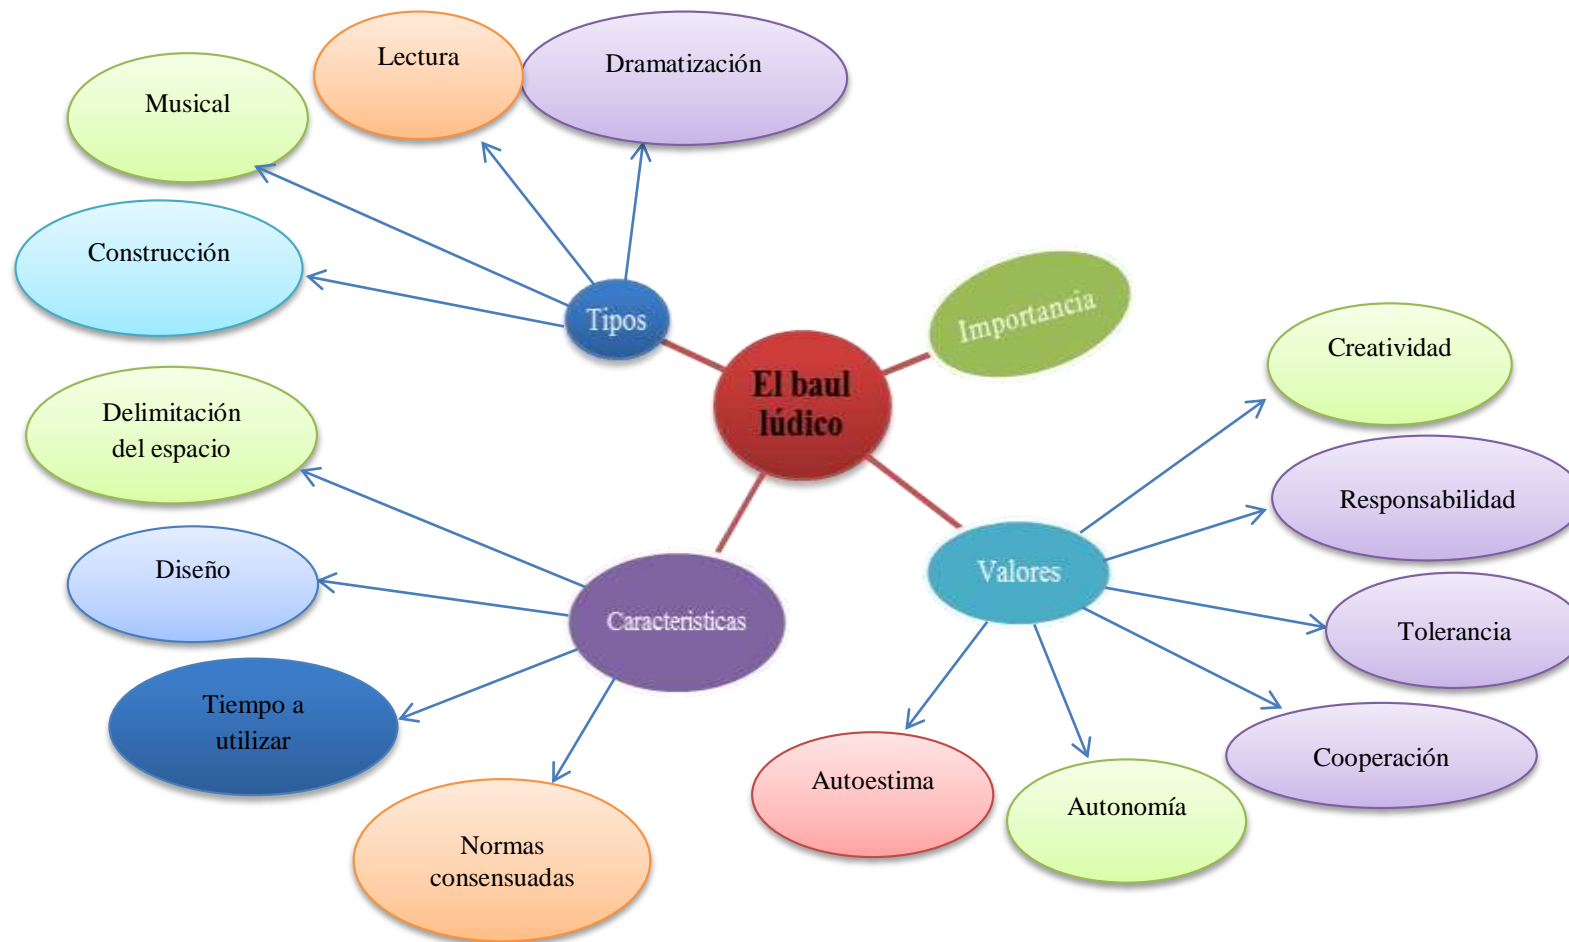 Lectura
Dramatización
Musical
Construcción
Tipos
Importancia
El baul
lúdico
Creatividad
Delimitación
del espacio
Responsabilidad
Diseño
Valores
Caracteristicas
Tolerancia
Tiempo a
utilizar
Cooperación
Autoestima
Autonomía
Normas
consensuadas